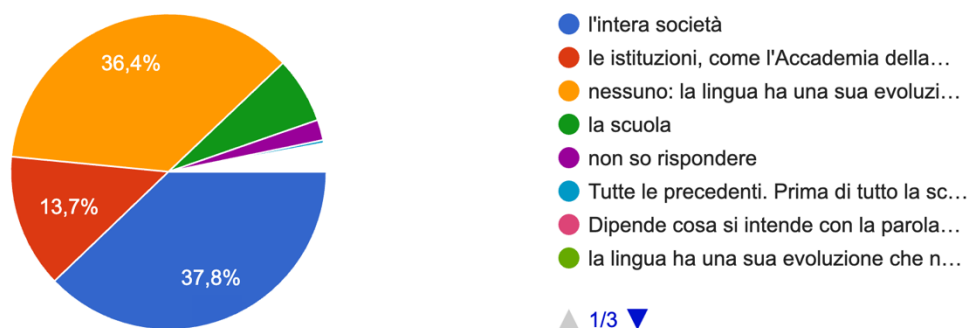 36,4%
13,7%
37,8%
l'intera società
le istituzioni, come l'Accademia della…
nessuno: la lingua ha una sua evoluzi…
la scuola
non so rispondere
Tutte le precedenti. Prima di tutto la sc…
Dipende cosa si intende con la parola…
la lingua ha una sua evoluzione che n…
1/3